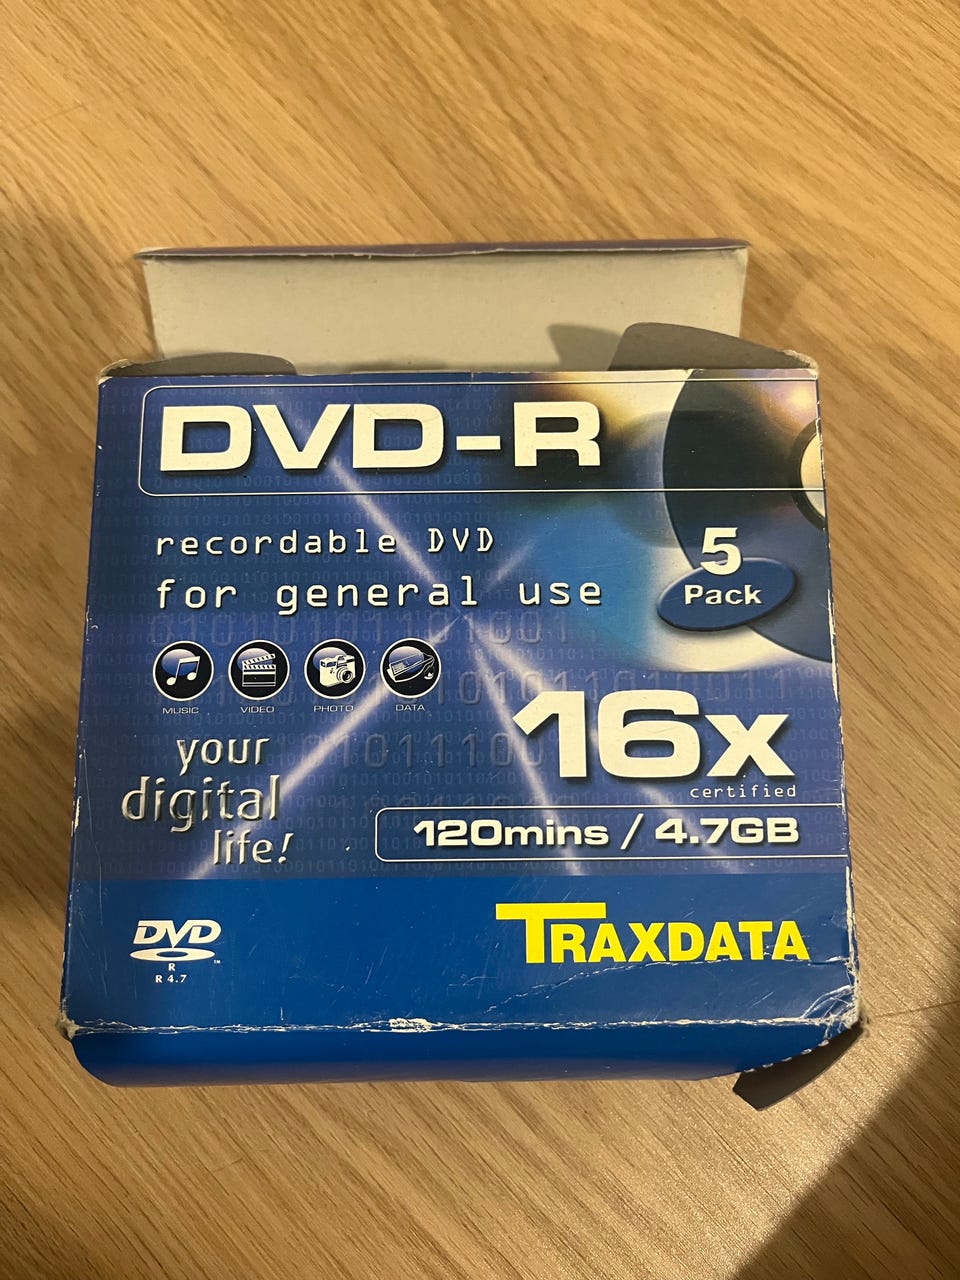 DVD-R
recordable DVD
for general use
5
Pack
MUSIC VIDEO PHOTO DATA
16x
certified
your
digital
life!
120mins / 4.7GB
DVD
R
R 4.7
™
TRAXDATA